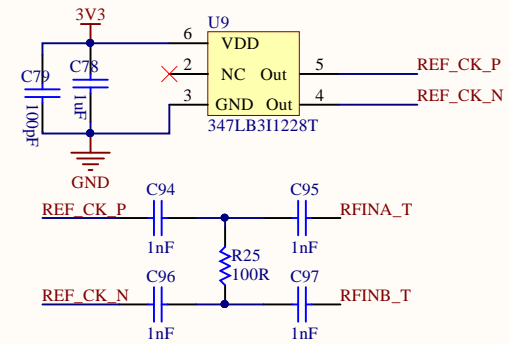 3V3
U9
6 VDD
C79
C78
2 NC Out 5 REF_CK_P
100pF
1uF
3 GND Out 4 REF_CK_N
347LB3I1228T
GND
C94 C95
REF_CK_P RFINA_T
1nF 1nF
R25
100R
C96 C97
REF_CK_N RFINB_T
1nF 1nF